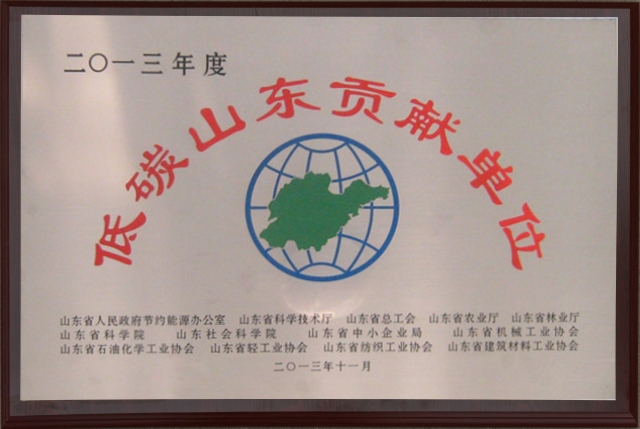 二〇一三年度
低碳山东贡献单位
山东省人民政府节约能源办公室 山东省科学技术厅 山东省总工会 山东省农业厅 山东省林业厅
山东省科学院 山东社会科学院 山东省中小企业局 山东省机械工业协会
山东省石油化学工业协会 山东省轻工业协会 山东省纺织工业协会 山东省建筑材料工业协会
二〇一三年十一月